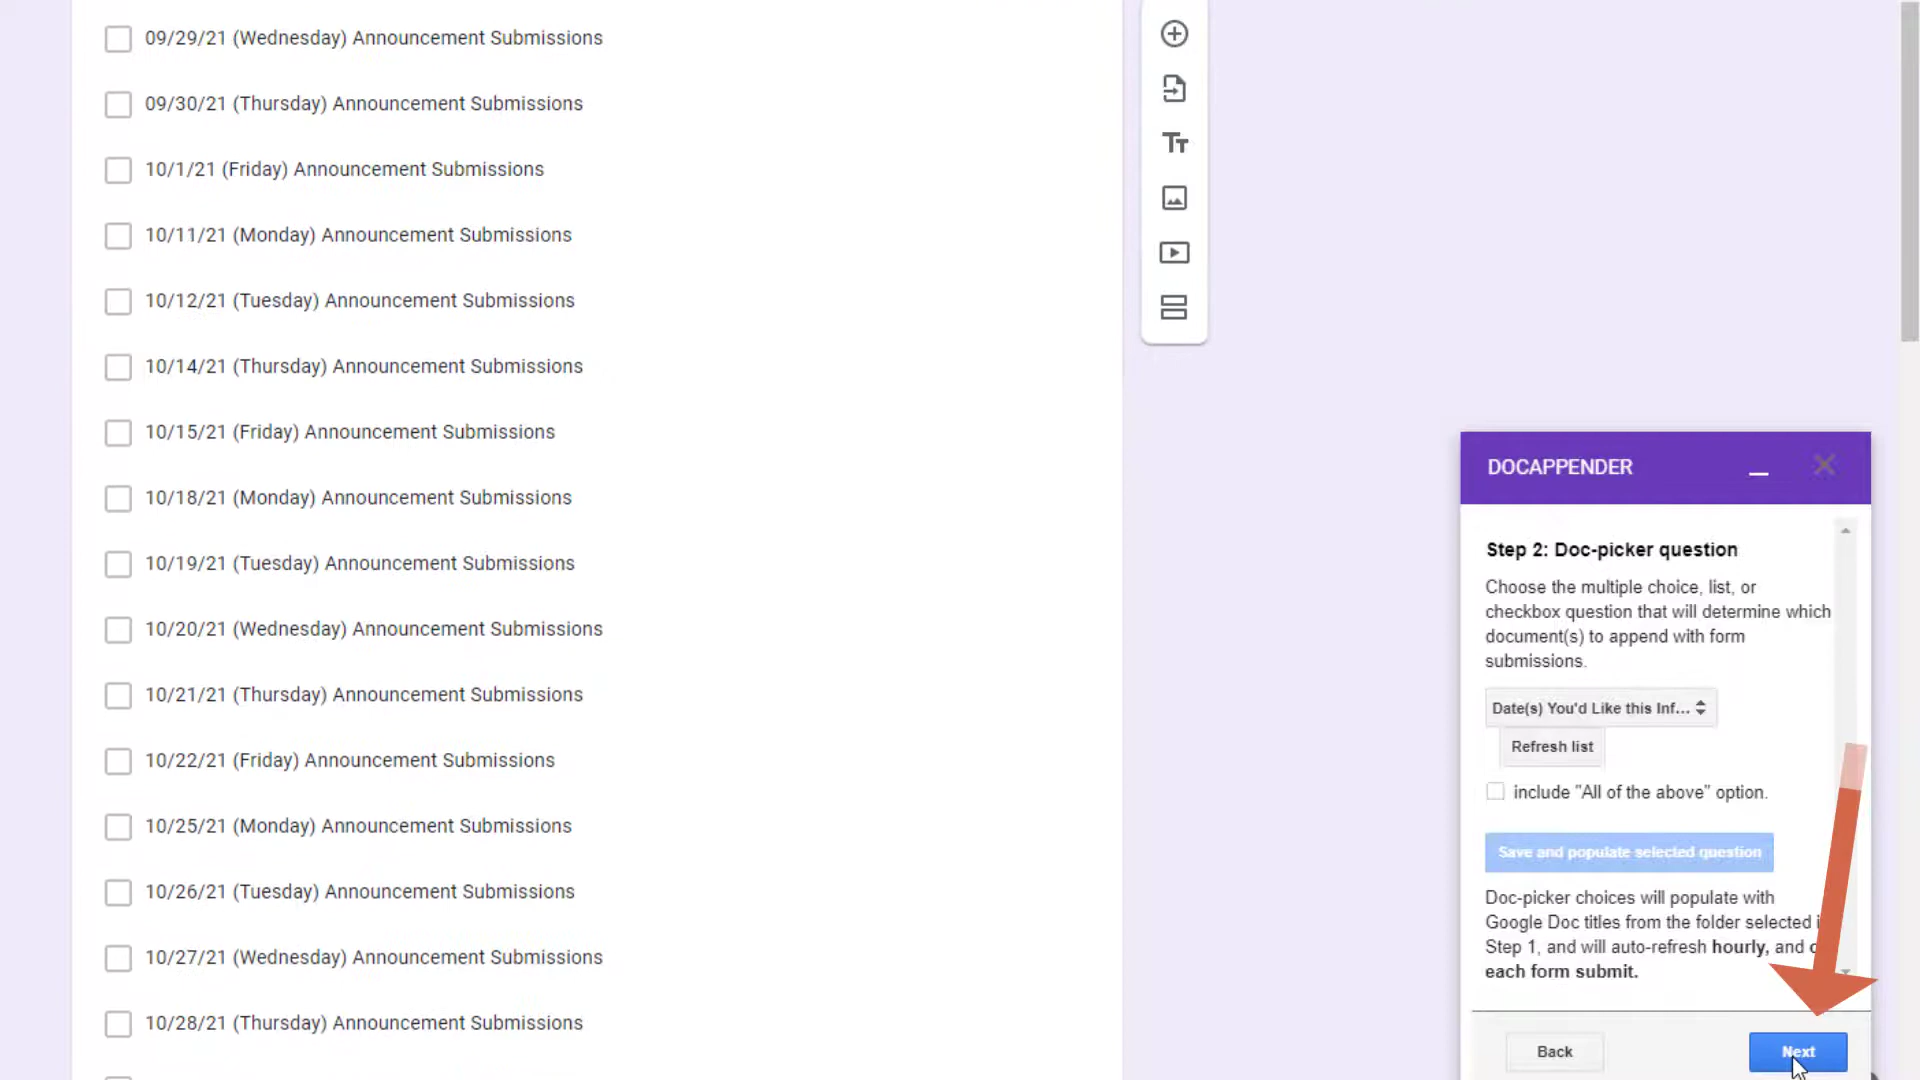 09/29/21 (Wednesday) Announcement Submissions
09/30/21 (Thursday) Announcement Submissions
10/1/21 (Friday) Announcement Submissions
10/11/21 (Monday) Announcement Submissions
10/12/21 (Tuesday) Announcement Submissions
10/14/21 (Thursday) Announcement Submissions
10/15/21 (Friday) Announcement Submissions
10/18/21 (Monday) Announcement Submissions
10/19/21 (Tuesday) Announcement Submissions
10/20/21 (Wednesday) Announcement Submissions
10/21/21 (Thursday) Announcement Submissions
10/22/21 (Friday) Announcement Submissions
10/25/21 (Monday) Announcement Submissions
10/26/21 (Tuesday) Announcement Submissions
10/27/21 (Wednesday) Announcement Submissions
10/28/21 (Thursday) Announcement Submissions
Tт
DOCAPPENDER
Step 2: Doc-picker question
Choose the multiple choice, list, or
checkbox question that will determine which
document(s) to append with form
submissions.
Date(s) You'd Like this Inf...
Refresh list
include "All of the above" option.
Save and populate selected question
Doc-picker choices will populate with
Google Doc titles from the folder selected
Step 1, and will auto-refresh hourly, and
each form submit.
Back
Next